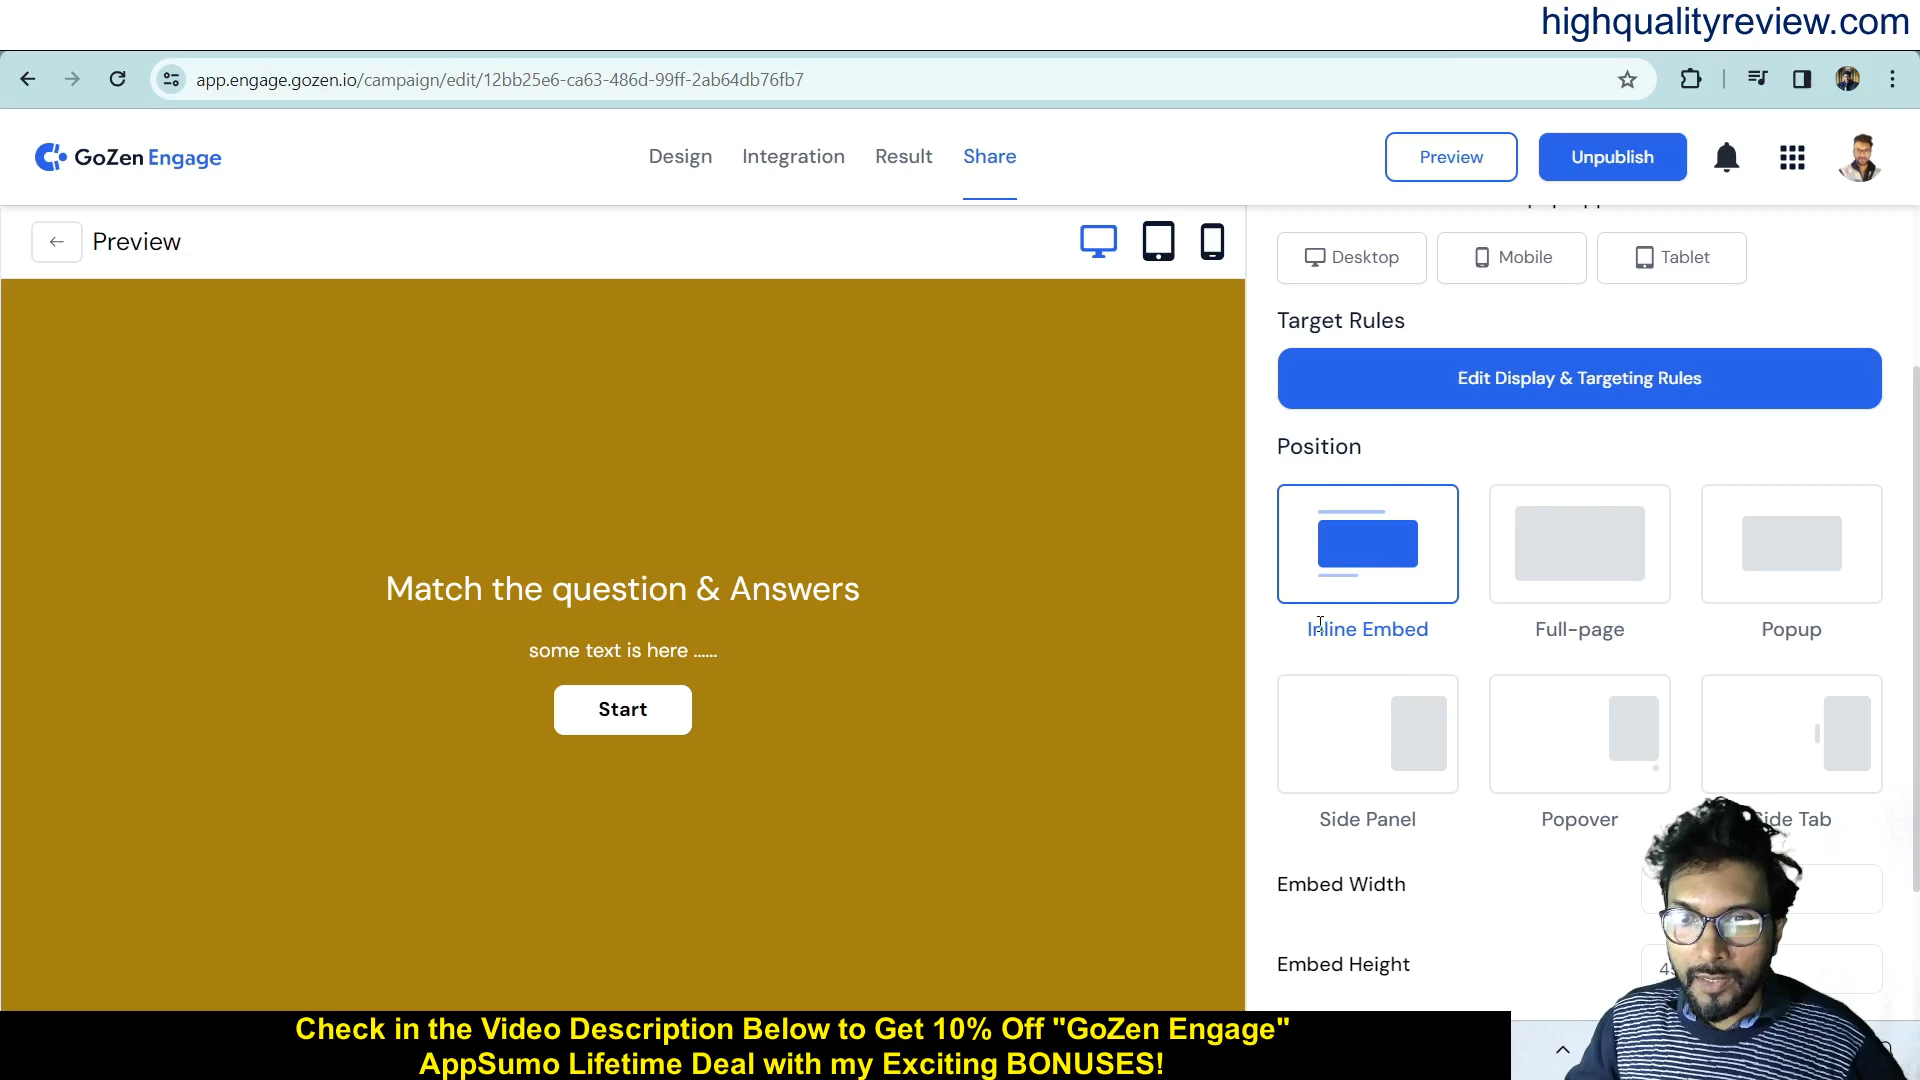 highqualityreview.com
app.engage.gozen.io/campaign/edit/12bb25e6-ca63-486d-99ff-2ab64db76fb7
GoZen Engage
Design
Integration
Result
Share
Preview
Unpublish
Preview
Desktop
Mobile
Tablet
Target Rules
Edit Display & Targeting Rules
Position
Inline Embed
Full-page
Popup
Match the question & Answers
some text is here ......
Start
Side Panel
Popover
Side Tab
Embed Width
Embed Height
Check in the Video Description Below to Get 10% Off "GoZen Engage"
AppSumo Lifetime Deal with my Exciting BONUSES!